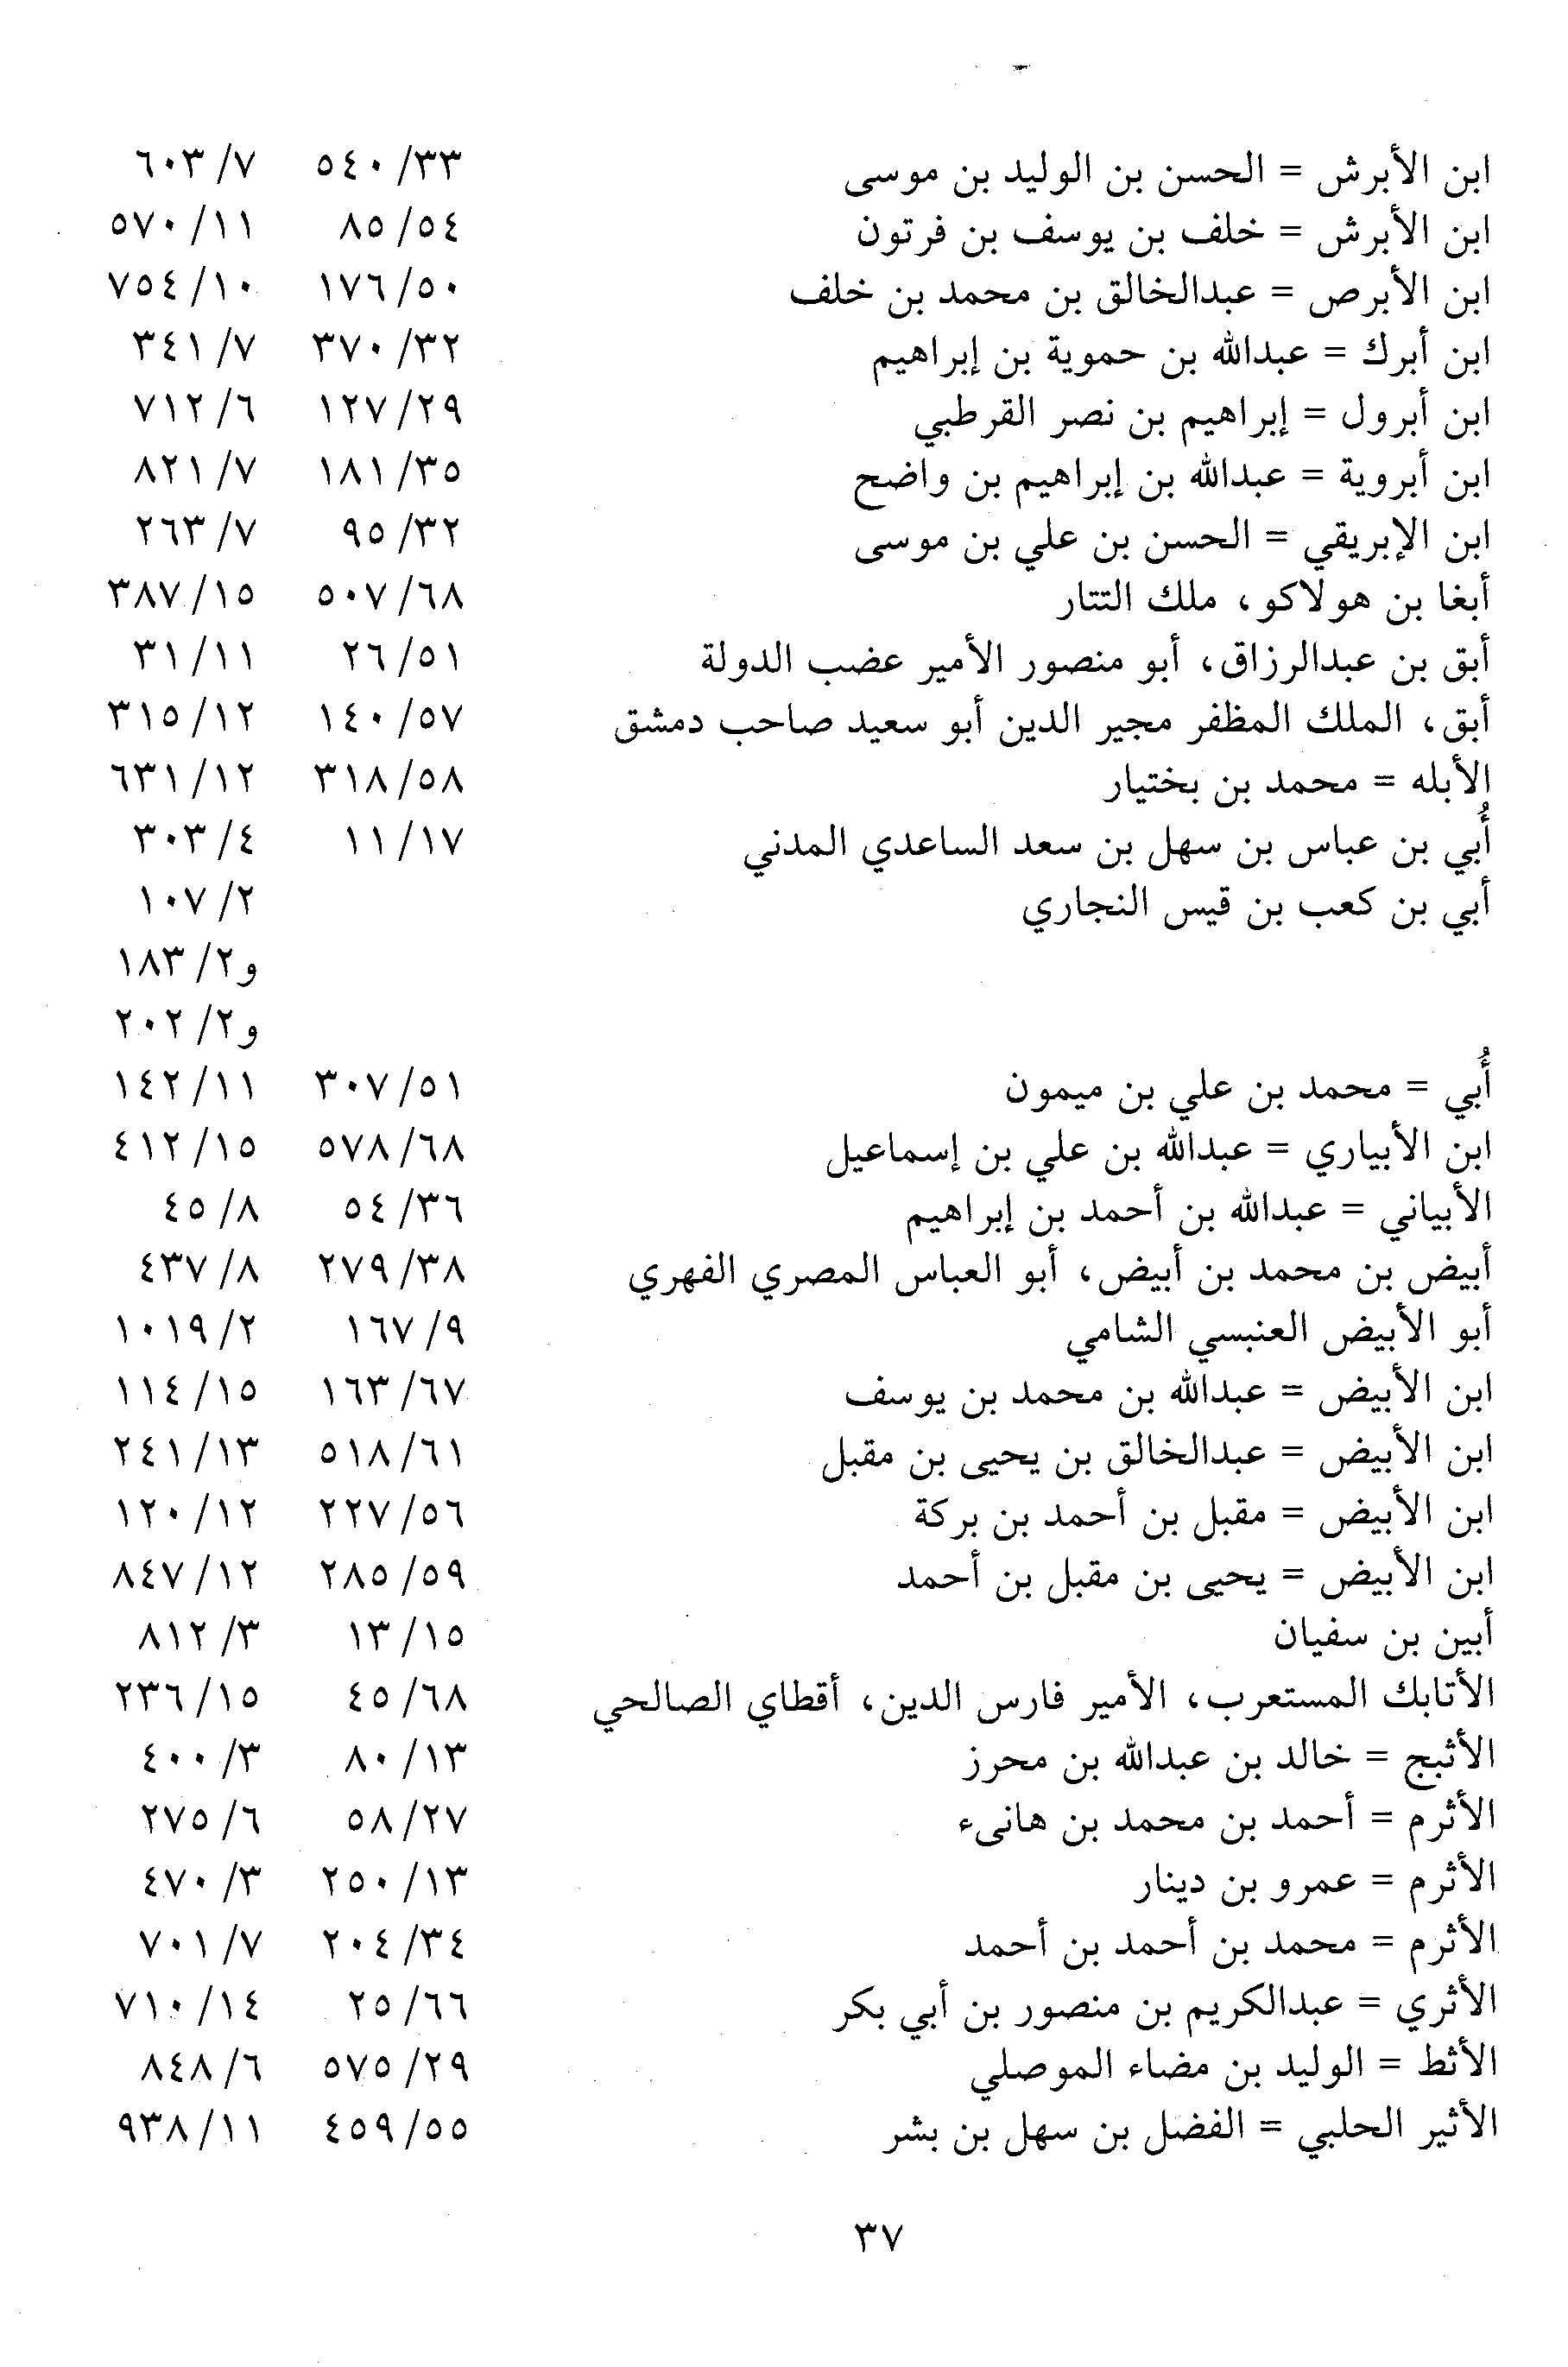 ابن الأبرش = الحسن بن الوليد بن موسى ٣٣/ ٥٤٠ ٧/ ٦٠٣
ابن الأبرش = خلف بن يوسف بن فرتون ٥٤/ ٨٥ ١١/ ٥٧٠
ابن الأبرص = عبدالخالق بن محمد بن خلف ٥٠/ ١٧٦ ١٠/ ٧٥٤
ابن أبرك = عبدالله بن حموية بن إبراهيم ٣٢/ ٣٧٠ ٧/ ٣٤١
ابن أبرول = إبراهيم بن نصر القرطبي ٢٩/ ١٢٧ ٦/ ٧١٢
ابن أبروية = عبدالله بن إبراهيم بن واضح ٣٥/ ١٨١ ٧/ ٨٢١
ابن الإبريقي = الحسن بن علي بن موسى ٣٢/ ٩٥ ٧/ ٢٦٣
أبغا بن هولاكو، ملك التتار ٦٨/ ٥٠٧ ١٥/ ٣٨٧
أبق بن عبدالرزاق، أبو منصور الأمير عضب الدولة ٥١/ ٢٦ ١١/ ٣١
أبق، الملك المظفر مجير الدين أبو سعيد صاحب دمشق ٥٧/ ١٤٠ ١٢/ ٣١٥
الأبله = محمد بن بختيار ٥٨/ ٣١٨ ١٢/ ٦٣١
أُبي بن عباس بن سهل بن سعد الساعدي المدني ١٧/ ١١ ٤/ ٣٠٣
أبي بن كعب بن قيس النجاري ٢/ ١٠٧
و٢/ ١٨٣
و٢/ ٢٠٢
أُبي = محمد بن علي بن ميمون ٥١/ ٣٠٧ ١١/ ١٤٢
ابن الأبياري = عبدالله بن علي بن إسماعيل ٦٨/ ٥٧٨ ١٥/ ٤١٢
الأبياني = عبدالله بن أحمد بن إبراهيم ٣٦/ ٥٤ ٨/ ٤٥
أبيض بن محمد بن أبيض، أبو العباس المصري الفهري ٣٨/ ٢٧٩ ٨/ ٤٣٧
أبو الأبيض العنبسي الشامي ٩/ ١٦٧ ٢/ ١٠١٩
ابن الأبيض = عبدالله بن محمد بن يوسف ٦٧/ ١٦٣ ١٥/ ١١٤
ابن الأبيض = عبدالخالق بن يحيى بن مقبل ٦١/ ٥١٨ ١٣/ ٢٤١
ابن الأبيض = مقبل بن أحمد بن بركة ٥٦/ ٢٢٧ ١٢/ ١٢٠
ابن الأبيض = يحيى بن مقبل بن أحمد ٥٩/ ٢٨٥ ١٢/ ٨٤٧
أبين بن سفيان ١٥/ ١٣ ٣/ ٨١٢
الأتابك المستعرب، الأمير فارس الدين، أقطاي الصالحي ٦٨/ ٤٥ ١٥/ ٢٣٦
الأثبج = خالد بن عبدالله بن محرز ١٣/ ٨٠ ٣/ ٤٠٠
الأثرم = أحمد بن محمد بن هانىء ٢٧/ ٥٨ ٦/ ٢٧٥
الأثرم = عمرو بن دينار ١٣/ ٢٥٠ ٣/ ٤٧٠
الأثرم = محمد بن أحمد بن أحمد ٣٤/ ٢٠٤ ٧/ ٧٠١
الأثري = عبدالكريم بن منصور بن أبي بكر ٦٦/ ٢٥ ١٤/ ٧١٠
الأثط = الوليد بن مضاء الموصلي ٢٩/ ٥٧٥ ٦/ ٨٤٨
الأثير الحلبي = الفضل بن سهل بن بشر ٥٥/ ٤٥٩ ١١/ ٩٣٨
٣٧